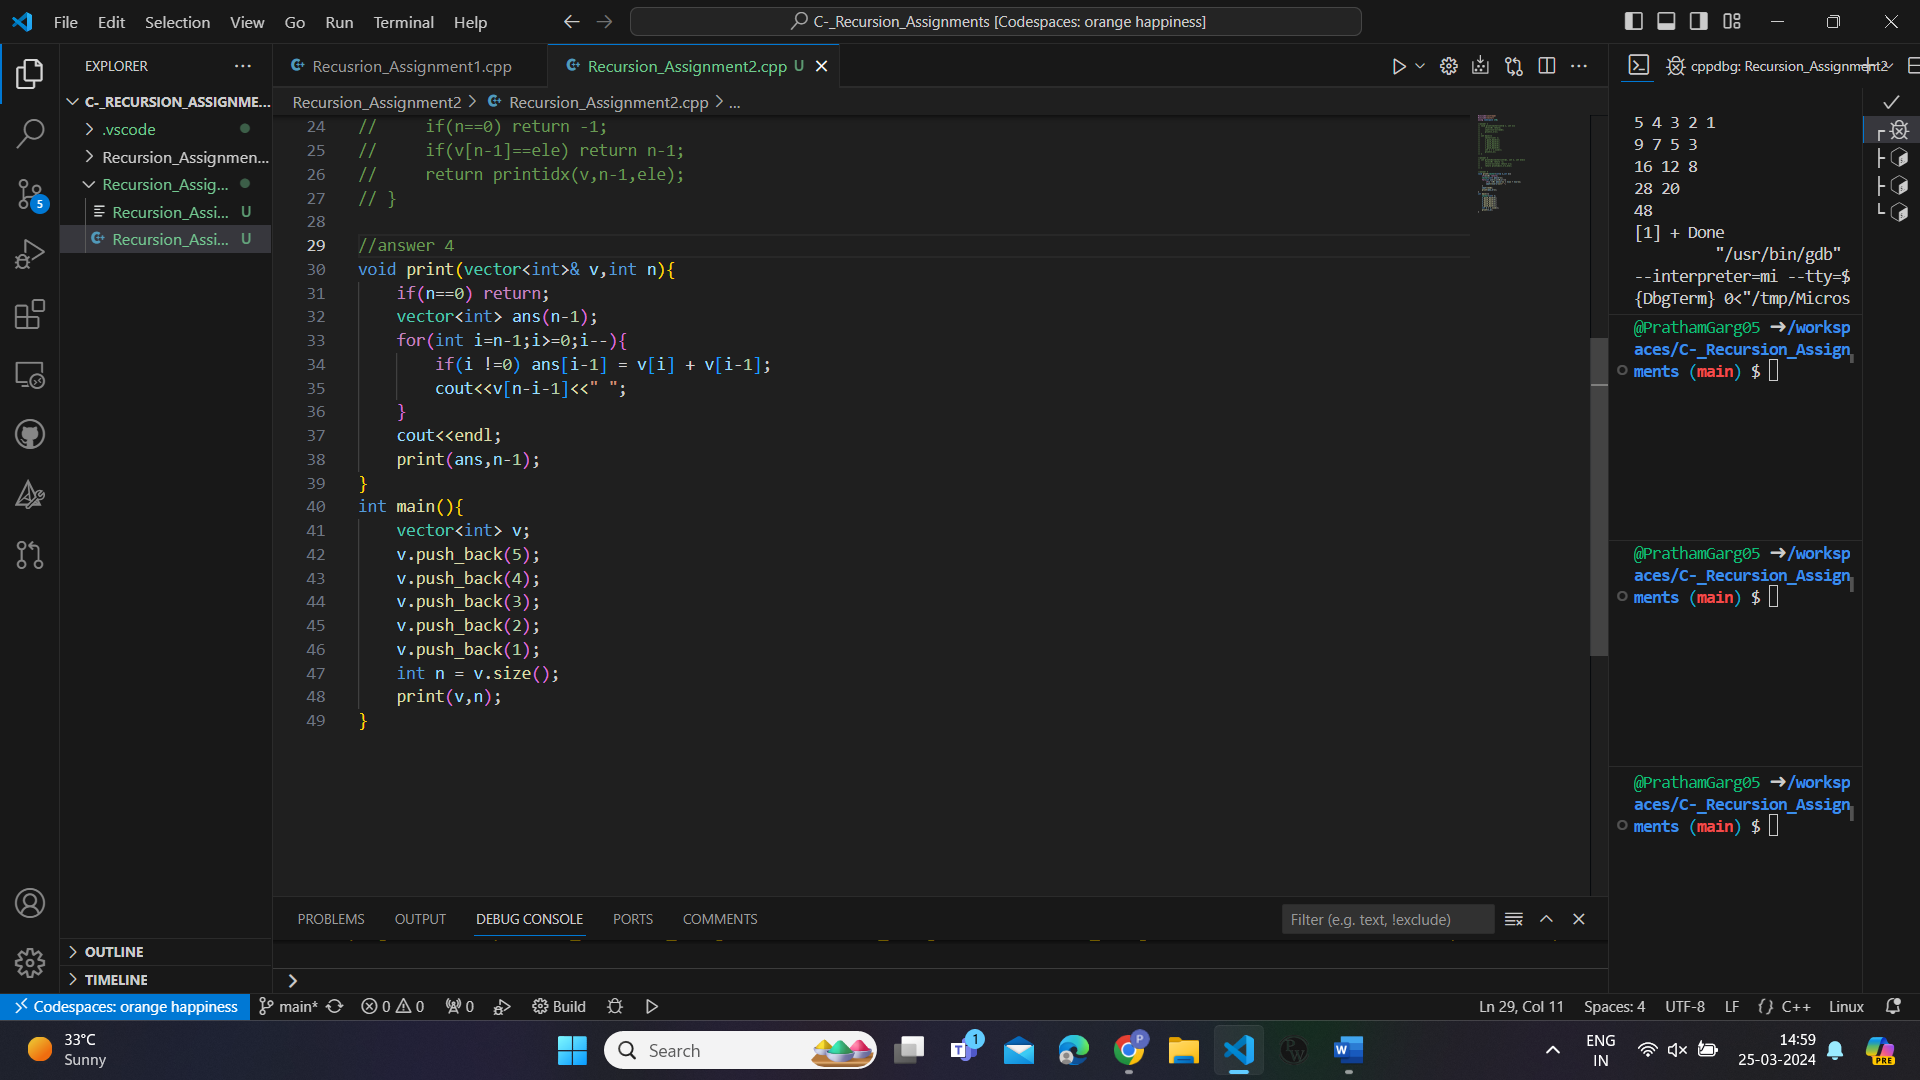 File Edit Selection View Go Run Terminal Help
C-_Recursion_Assignments [Codespaces: orange happiness]
EXPLORER
C-_RECURSION_ASSIGNME...
.vscode
Recursion_Assignmen...
Recursion_Assig...
Recursion_Assi... U
Recursion_Assi... U
OUTLINE
TIMELINE
5
Recusrion_Assignment1.cpp
Recursion_Assignment2.cpp U
Recursion_Assignment2 > Recursion_Assignment2.cpp > ...
24 //     if(n==0) return -1;
25 //     if(v[n-1]==ele) return n-1;
26 //     return printidx(v,n-1,ele);
27 // }
28
29 //answer 4
30 void print(vector<int>& v,int n){
31     if(n==0) return;
32     vector<int> ans(n-1);
33     for(int i=n-1;i>=0;i--){
34         if(i !=0) ans[i-1] = v[i] + v[i-1];
35         cout<<v[n-i-1]<<" ";
36     }
37     cout<<endl;
38     print(ans,n-1);
39 }
40 int main(){
41     vector<int> v;
42     v.push_back(5);
43     v.push_back(4);
44     v.push_back(3);
45     v.push_back(2);
46     v.push_back(1);
47     int n = v.size();
48     print(v,n);
49 }
cppdbg: Recursion_Assignment2
5 4 3 2 1
9 7 5 3
16 12 8
28 20
48
[1] + Done
"/usr/bin/gdb"
--interpreter=mi --tty=$
{DbgTerm} 0<"/tmp/Micros
@PrathamGarg05 ➜/worksp
aces/C-_Recursion_Assign
ments (main) $
@PrathamGarg05 ➜/worksp
aces/C-_Recursion_Assign
ments (main) $
@PrathamGarg05 ➜/worksp
aces/C-_Recursion_Assign
ments (main) $
PROBLEMS OUTPUT DEBUG CONSOLE PORTS COMMENTS
Filter (e.g. text, !exclude)
Codespaces: orange happiness main* 0 0 0 Build
Ln 29, Col 11 Spaces: 4 UTF-8 LF {} C++ Linux
33°C
Sunny
Search
1
P
W
PRE
ENG
IN
14:59
25-03-2024